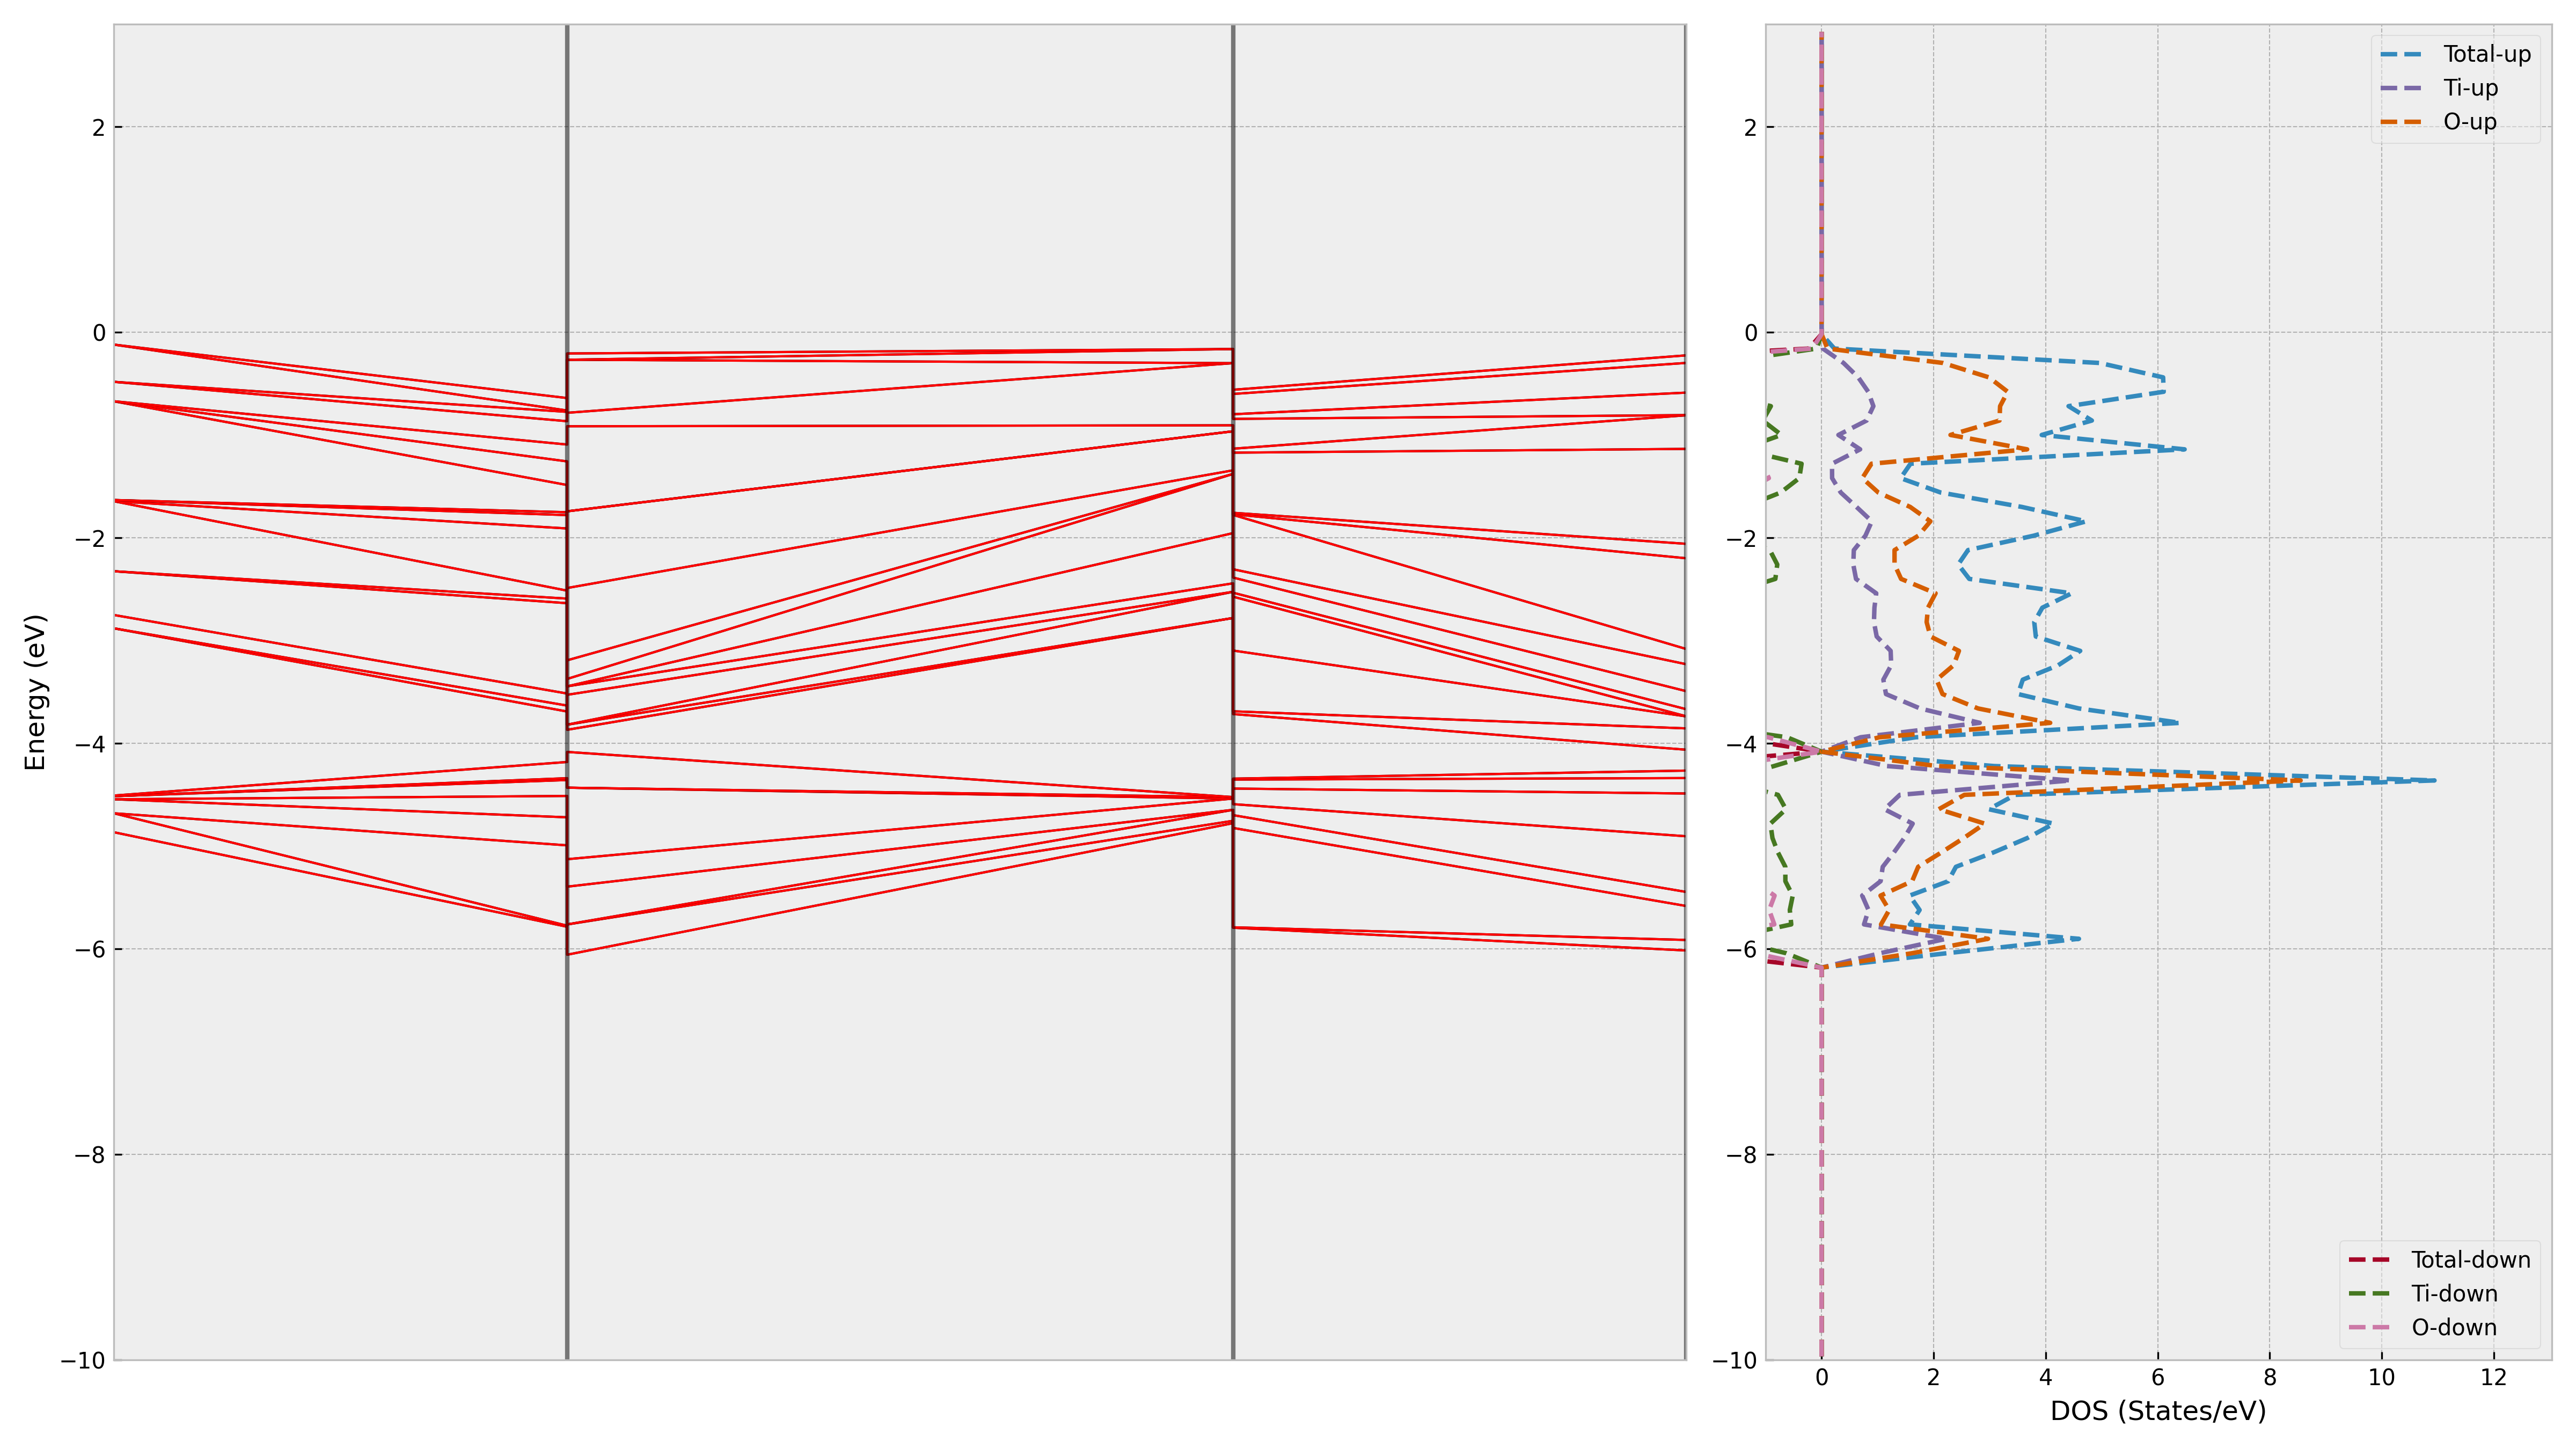 2
0
−2
−4
−6
−8
−10
Energy (eV)
2
0
−2
−4
−6
−8
−10
Total-up
Ti-up
O-up
Total-down
Ti-down
O-down
0 2 4 6 8 10 12
DOS (States/eV)